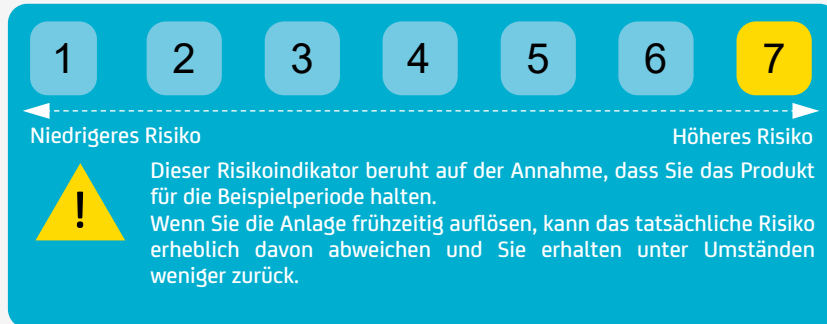 1 2 3 4 5 6 7
Niedrigeres Risiko Höheres Risiko
!
Dieser Risikoindikator beruht auf der Annahme, dass Sie das Produkt
für die Beispielperiode halten.
Wenn Sie die Anlage frühzeitig auflösen, kann das tatsächliche Risiko
erheblich davon abweichen und Sie erhalten unter Umständen
weniger zurück.